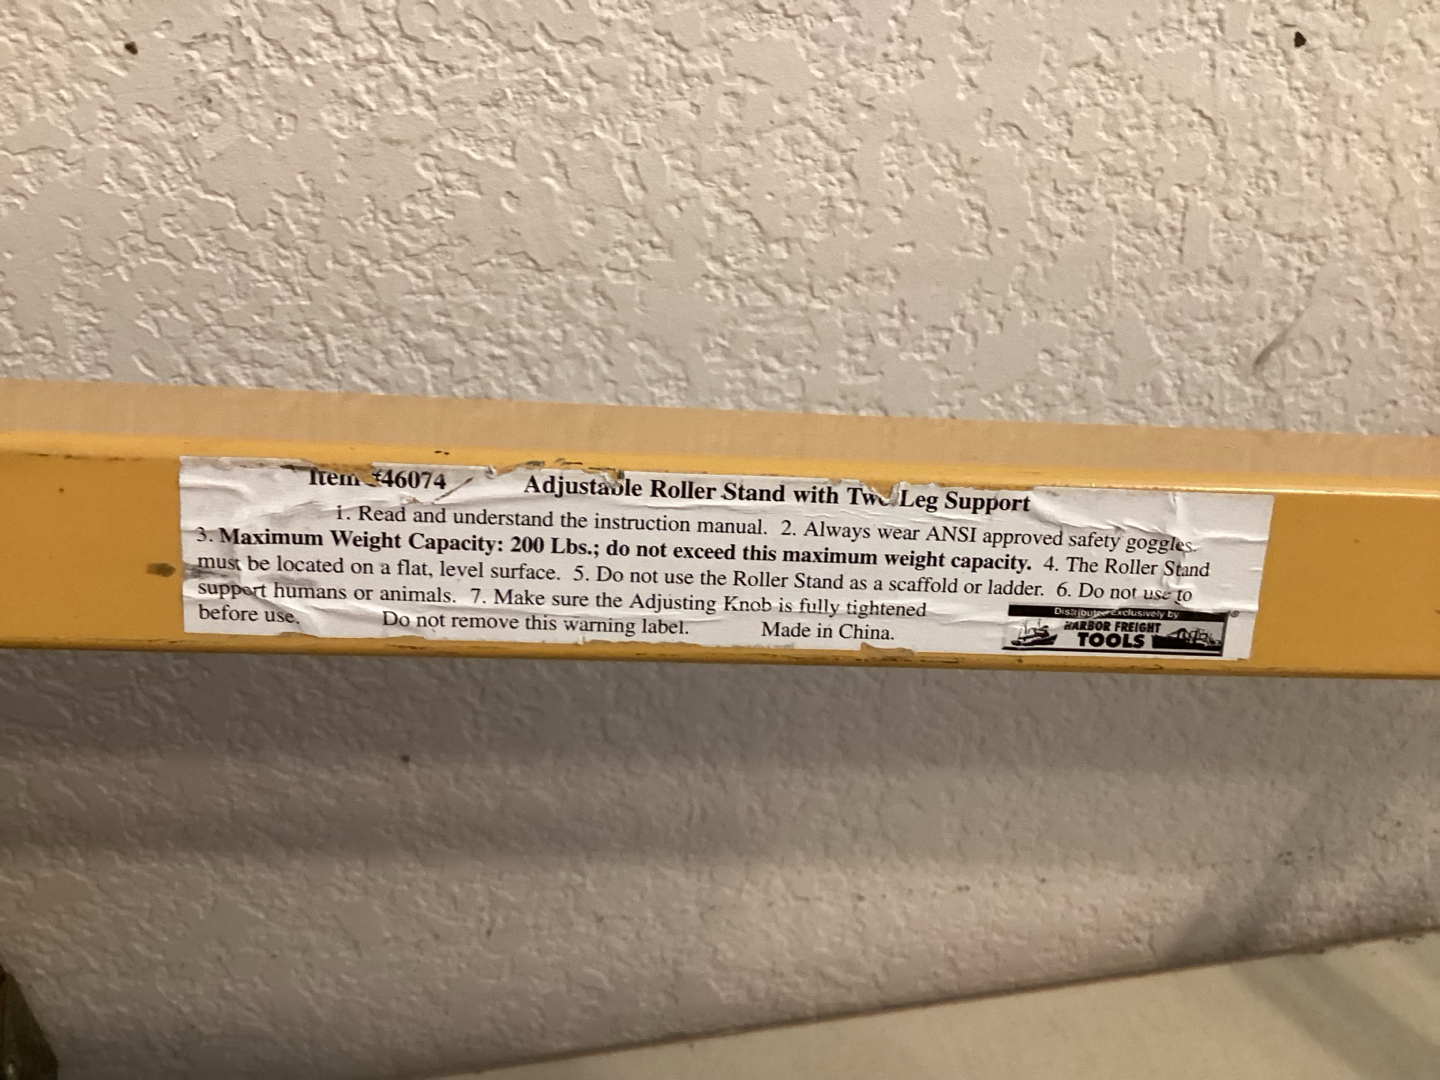 Item #46074 Adjustable Roller Stand with Two Leg Support
1. Read and understand the instruction manual. 2. Always wear ANSI approved safety goggles.
3. Maximum Weight Capacity: 200 Lbs.; do not exceed this maximum weight capacity. 4. The Roller Stand
must be located on a flat, level surface. 5. Do not use the Roller Stand as a scaffold or ladder. 6. Do not use to
support humans or animals. 7. Make sure the Adjusting Knob is fully tightened
before use. Do not remove this warning label. Made in China.
Distributed Exclusively by
HARBOR FREIGHT
TOOLS ®